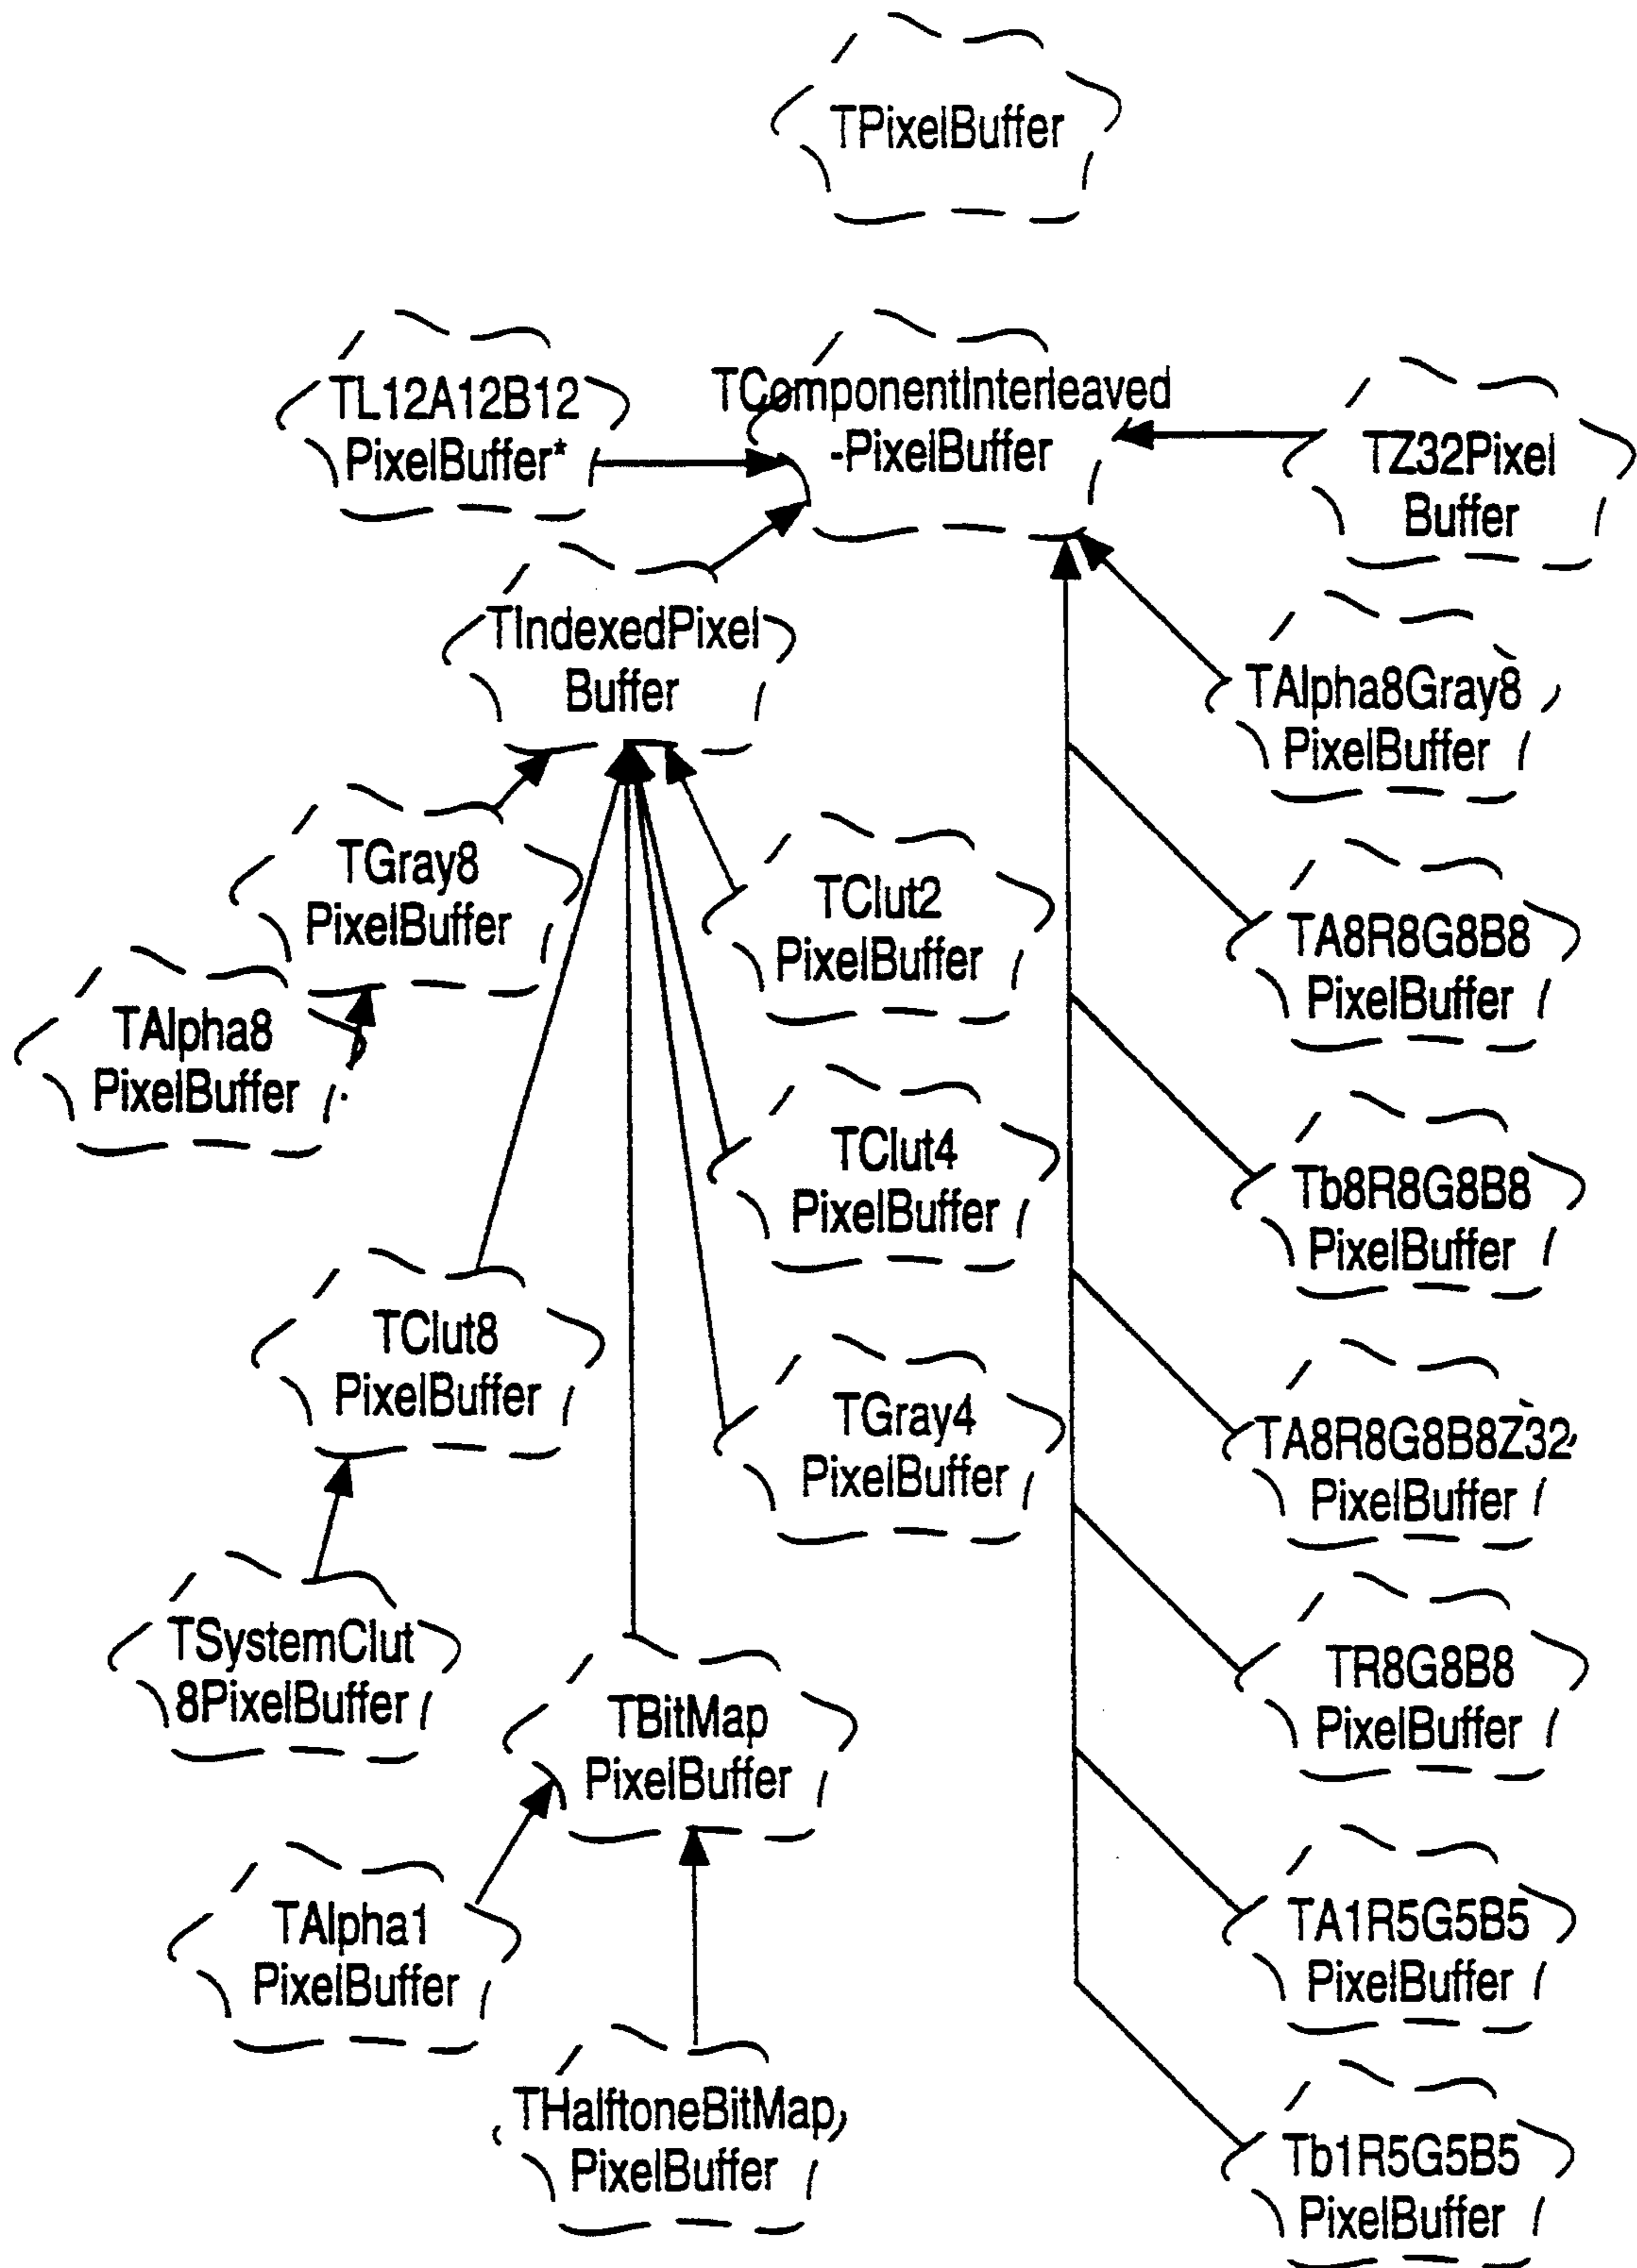 TPixelBuffer
TL12A12B12
PixelBuffer*
TComponentInterleaved
-PixelBuffer
TZ32Pixel
Buffer
TIndexedPixel
Buffer
TAlpha8Gray8
PixelBuffer
TGray8
PixelBuffer
TClut2
PixelBuffer
TA8R8G8B8
PixelBuffer
TAlpha8
PixelBuffer
TClut4
PixelBuffer
Tb8R8G8B8
PixelBuffer
TClut8
PixelBuffer
TGray4
PixelBuffer
TA8R8G8B8Z32
PixelBuffer
TSystemClut
8PixelBuffer
TBitMap
PixelBuffer
TR8G8B8
PixelBuffer
TAlpha1
PixelBuffer
TA1R5G5B5
PixelBuffer
THalftoneBitMap
PixelBuffer
Tb1R5G5B5
PixelBuffer